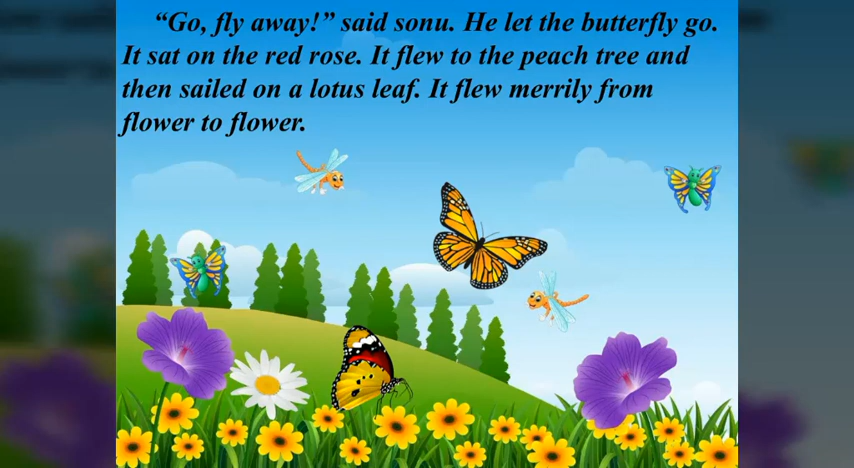 “Go, fly away!” said sonu. He let the butterfly go.
It sat on the red rose. It flew to the peach tree and
then sailed on a lotus leaf. It flew merrily from
flower to flower.